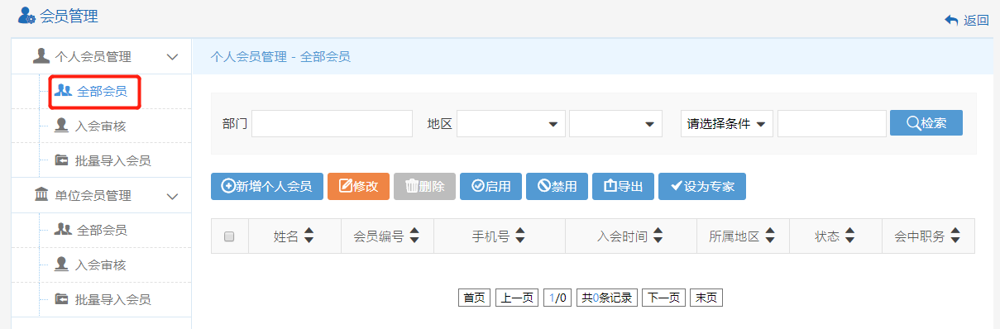 会员管理
返回
个人会员管理
全部会员
入会审核
批量导入会员
单位会员管理
全部会员
入会审核
批量导入会员
个人会员管理 - 全部会员
部门 地区 请选择条件 检索
新增个人会员 修改 删除 启用 禁用 导出 设为专家
姓名 会员编号 手机号 入会时间 所属地区 状态 会中职务
首页 上一页 1/0 共0条记录 下一页 末页